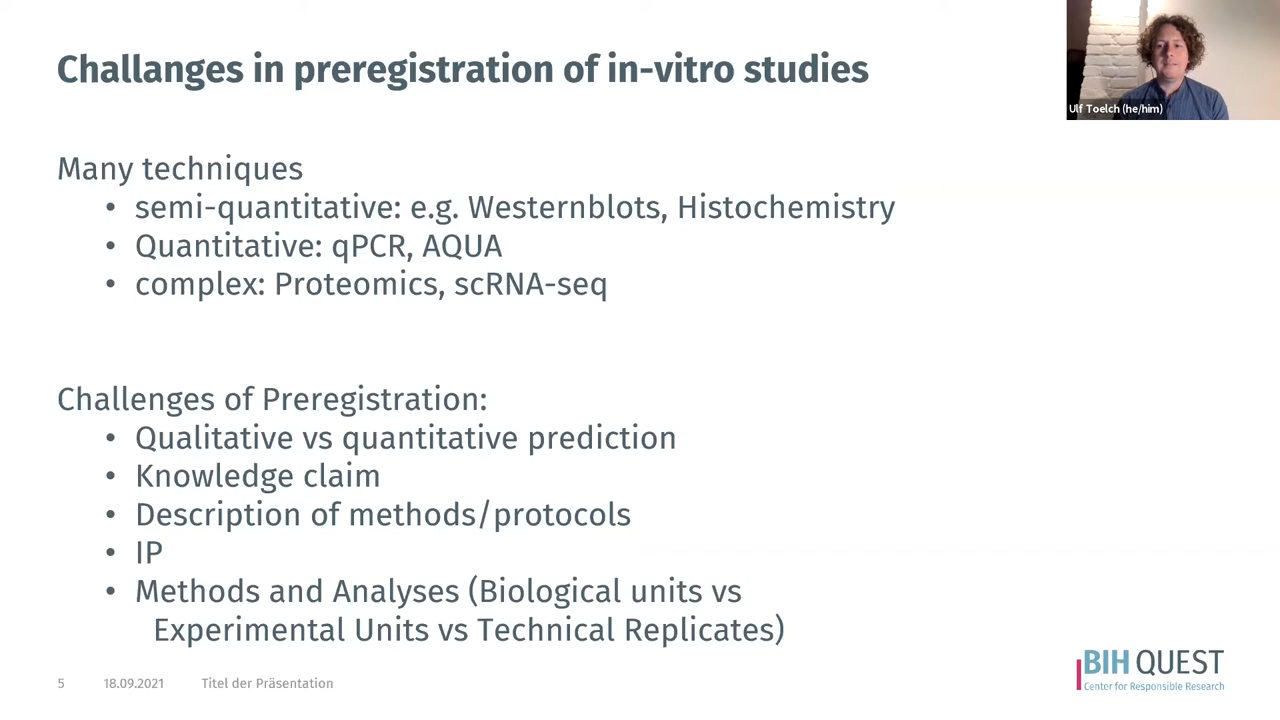 Challanges in preregistration of in-vitro studies
Ulf Toelch (he/him)
Many techniques
• semi-quantitative: e.g. Westernblots, Histochemistry
• Quantitative: qPCR, AQUA
• complex: Proteomics, scRNA-seq
Challenges of Preregistration:
• Qualitative vs quantitative prediction
• Knowledge claim
• Description of methods/protocols
• IP
• Methods and Analyses (Biological units vs
Experimental Units vs Technical Replicates)
5 18.09.2021 Titel der Präsentation
BIH QUEST
Center for Responsible Research